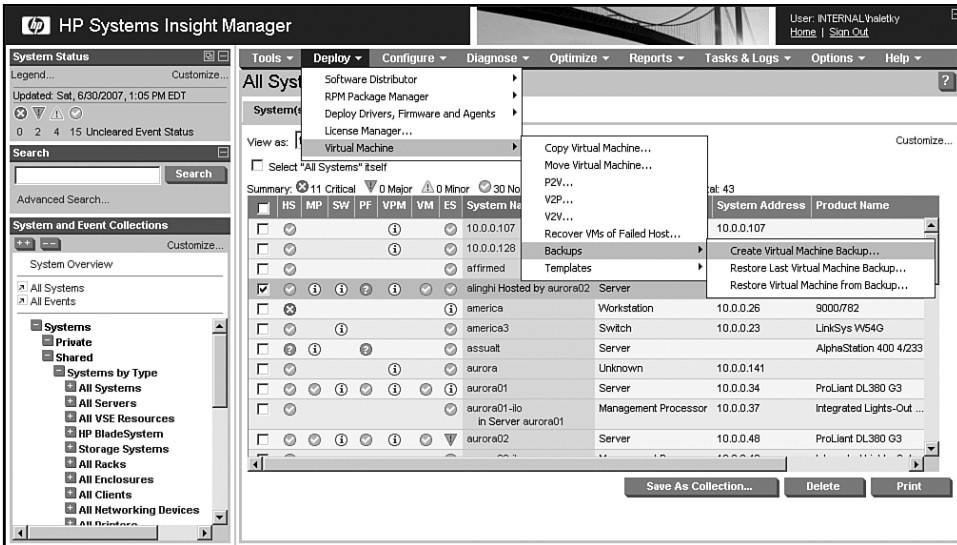 hp HP Systems Insight Manager
User: INTERNAL\haletky
Home | Sign Out
System Status
Legend...
Customize...
Updated: Sat, 6/30/2007, 1:05 PM EDT
0 2 4 15 Uncleared Event Status
Search
Search
Advanced Search...
System and Event Collections
Customize...
System Overview
All Systems
All Events
Systems
Private
Shared
Systems by Type
All Systems
All Servers
All VSE Resources
HP BladeSystem
Storage Systems
All Racks
All Enclosures
All Clients
All Networking Devices
Tools Deploy Configure Diagnose Optimize Reports Tasks & Logs Options Help
All Syst
?
System(s
View as:
Customize...
Select "All Systems" itself
Summary: 11 Critical 0 Major 0 Minor 30 No
tal: 43
Software Distributor
RPM Package Manager
Deploy Drivers, Firmware and Agents
License Manager...
Virtual Machine
Copy Virtual Machine...
Move Virtual Machine...
P2V...
V2P...
V2V...
Recover VMs of Failed Host...
Backups
Templates
Create Virtual Machine Backup...
Restore Last Virtual Machine Backup...
Restore Virtual Machine from Backup...
HS MP SW PF VPM VM ES System Na System Address Product Name
10.0.0.107 10.0.0.107
10.0.0.128
affirmed
alinghi Hosted by aurora02 Server
america Workstation 10.0.0.26 9000/782
america3 Switch 10.0.0.23 LinkSys W54G
assualt Server AlphaStation 400 4/233
aurora Unknown 10.0.0.141
aurora01 Server 10.0.0.34 ProLiant DL380 G3
aurora01-ilo Management Processor 10.0.0.37 Integrated Lights-Out ...
in Server aurora01
aurora02 Server 10.0.0.48 ProLiant DL380 G3
Save As Collection... Delete Print